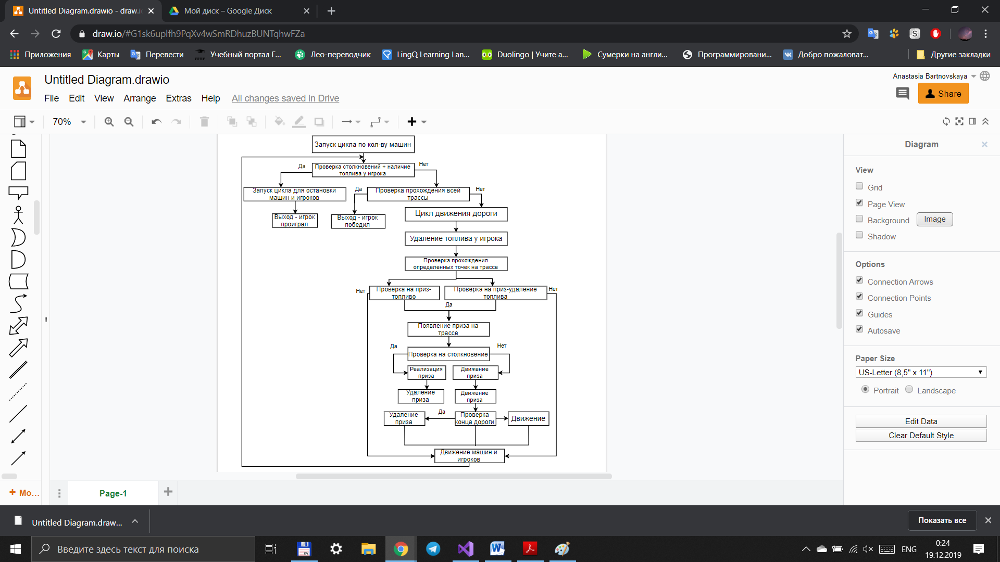 Untitled Diagram.drawio - draw.i
Мой диск – Google Диск
draw.io/#G1sk6uplfh9PqXv4wSmRDhuzBUNTqhwFZa
Приложения
Карты
Перевести
Учебный портал Г...
Лео-переводчик
LingQ Learning Lan...
Duolingo | Учите а...
Сумерки на англи...
Программировани...
Добро пожаловат...
Другие закладки
Untitled Diagram.drawio
Anastasia Bartnovskaya
File Edit View Arrange Extras Help All changes saved in Drive
Share
70%
Запуск цикла по кол-ву машин
Да
Проверка столкновений + наличие
топлива у игрока
Нет
Запуск цикла для остановки
машин и игроков
Да
Проверка прохождения всей
трассы
Нет
Выход - игрок
проиграл
Выход - игрок
победил
Цикл движения дороги
Удаление топлива у игрока
Проверка прохождения
определенных точек на трассе
Нет
Проверка на приз-
топливо
Проверка на приз-удаление
топлива
Нет
Да
Появление приза на
трассе
Да
Нет
Проверка на столкновение
Реализация
приза
Движение
приза
Удаление
приза
Движение
приза
Удаление
приза
Да
Проверка
конца дороги
Движение
Движение машин и
игроков
Diagram
View
Grid
Page View
Background
Image
Shadow
Options
Connection Arrows
Connection Points
Guides
Autosave
Paper Size
US-Letter (8,5" x 11")
Portrait
Landscape
Edit Data
Clear Default Style
+ Mo...
Page-1
Untitled Diagram.draw...
Показать все
Введите здесь текст для поиска
64
ENG
0:24
19.12.2019